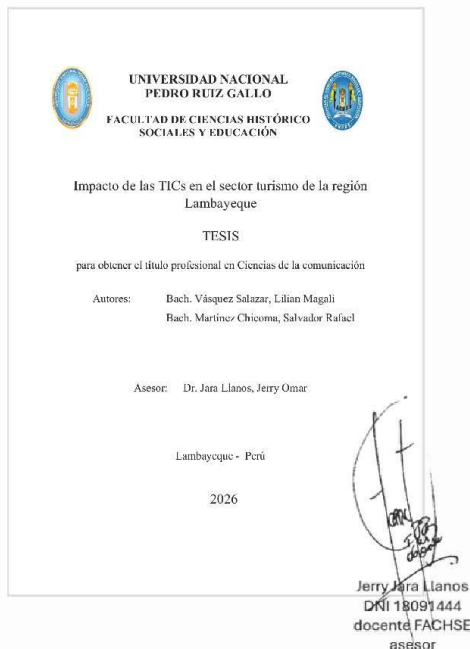 UNIVERSIDAD NACIONAL
PEDRO RUIZ GALLO
FACULTAD DE CIENCIAS HISTÓRICO
SOCIALES Y EDUCACIÓN
Impacto de las TICs en el sector turismo de la región
Lambayeque
TESIS
para obtener el título profesional en Ciencias de la comunicación
Autores: Bach. Vásquez Salazar, Lilian Magali
Bach. Martínez Chicoma, Salvador Rafael
Asesor: Dr. Jara Llanos, Jerry Omar
Lambayeque - Perú
2026
Jerry Jara Llanos
DNI 18091444
docente FACHSE
asesor